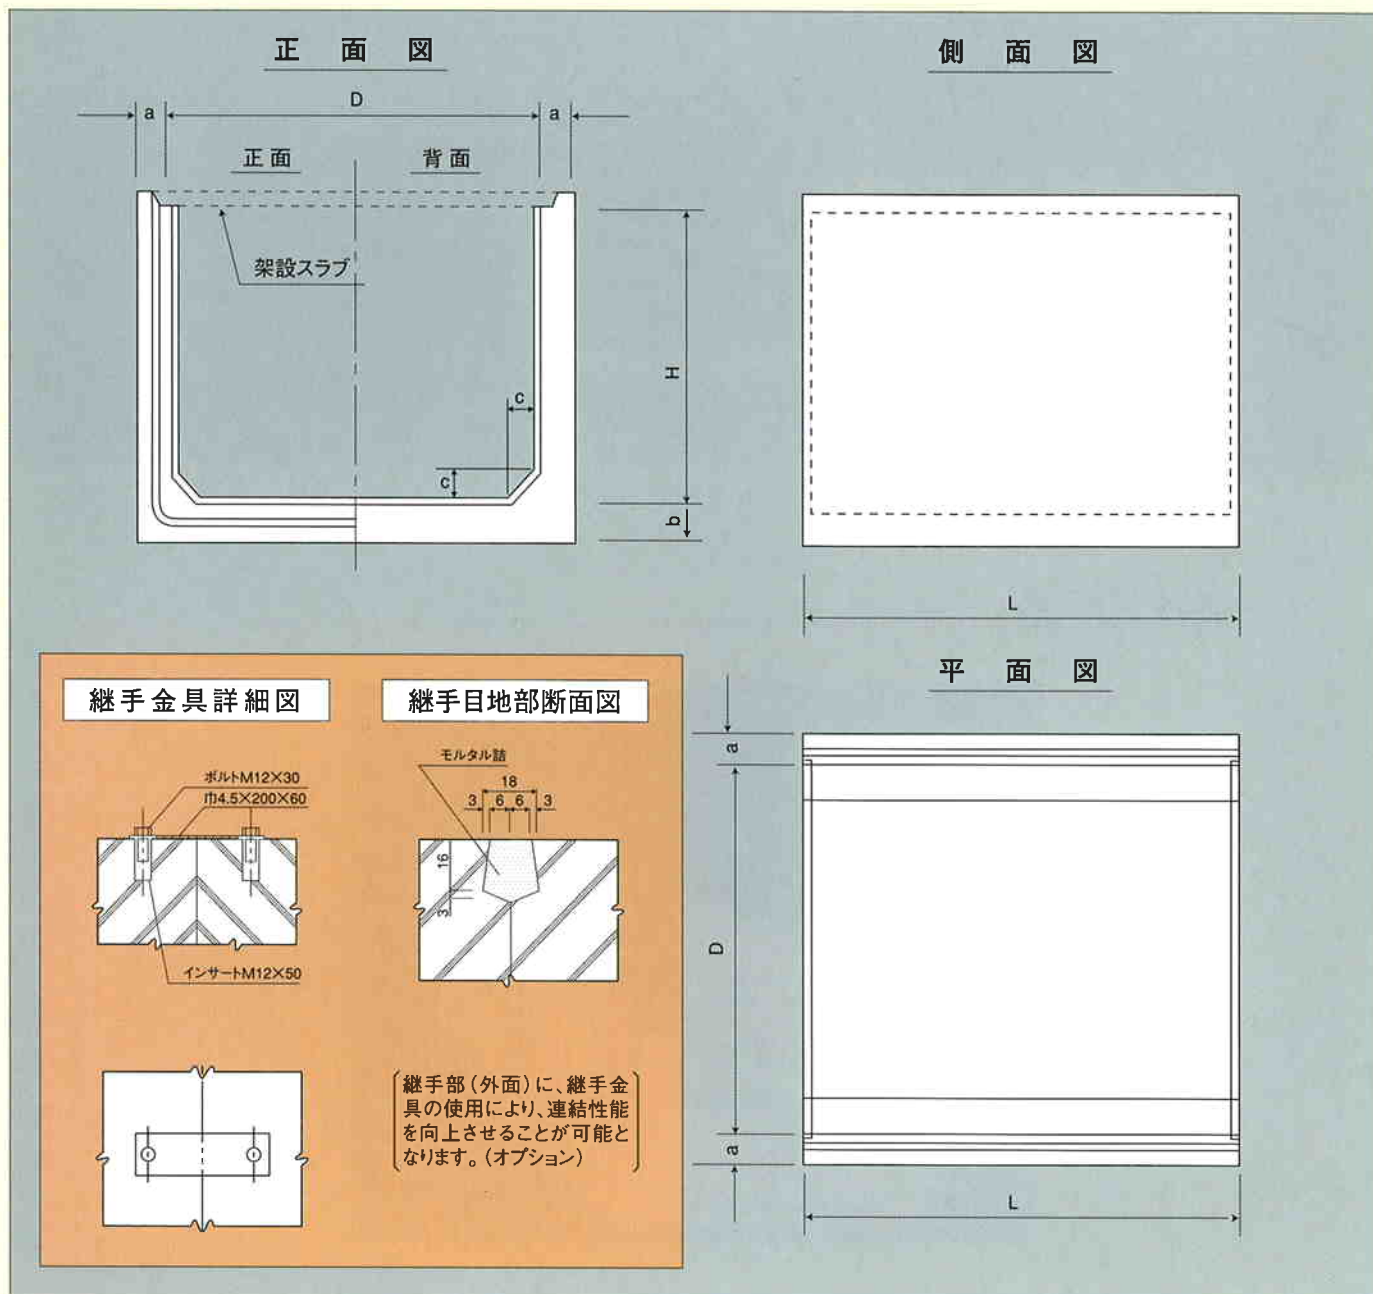 正面図
a
D
a
正面
背面
架設スラブ
H
c
c
b
側面図
L
継手金具詳細図
ボルトM12×30
巾4.5×200×60
インサートM12×50
継手目地部断面図
モルタル詰
18
3 6 6 3
16
3
継手部(外面)に、継手金
具の使用により、連結性能
を向上させることが可能と
なります。(オプション)
平面図
a
D
a
L